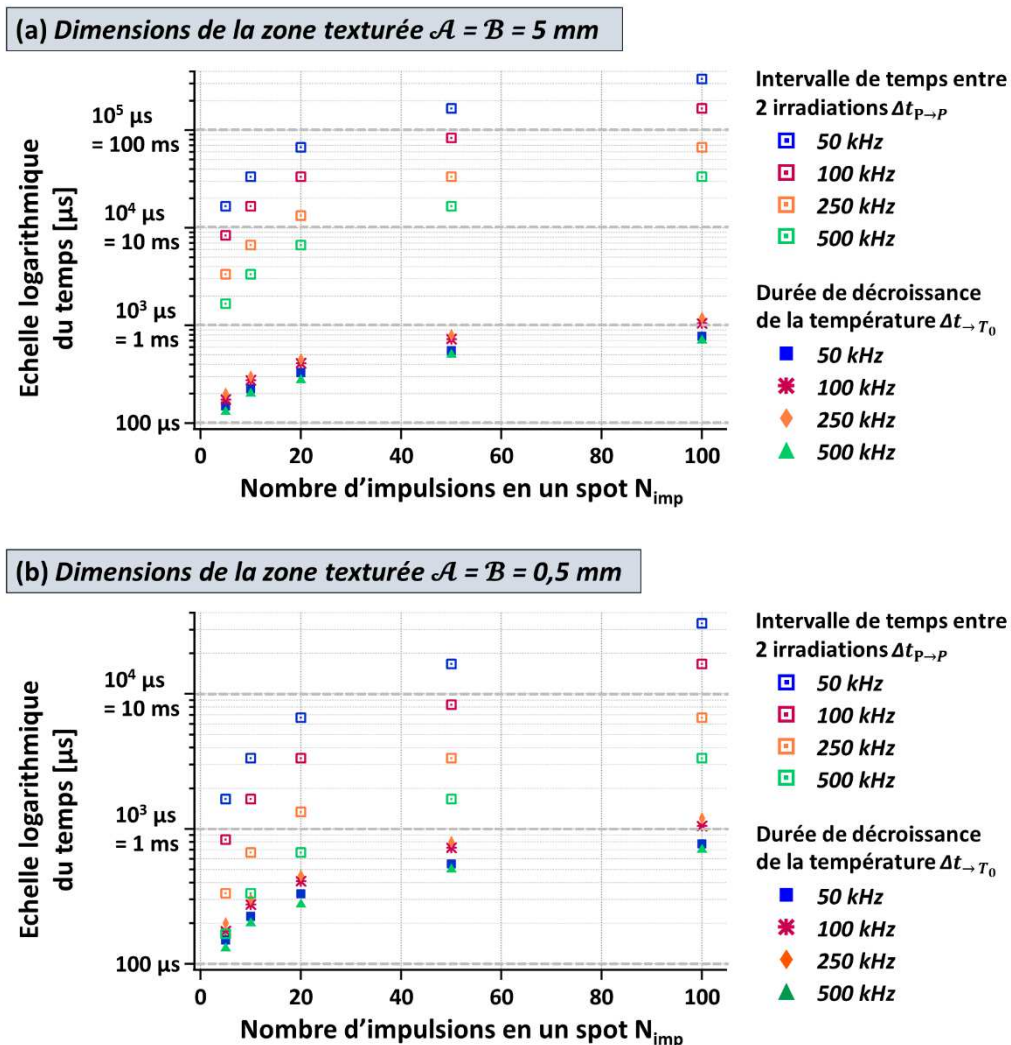 (a) Dimensions de la zone texturée 𝒜 = ℬ = 5 mm
Echelle logarithmique
du temps [µs]
10⁵ µs
= 100 ms
10⁴ µs
= 10 ms
10³ µs
= 1 ms
100 µs
0 20 40 60 80 100
Nombre d'impulsions en un spot Nimp
Intervalle de temps entre
2 irradiations Δt P→P
50 kHz
100 kHz
250 kHz
500 kHz
Durée de décroissance
de la température Δt →T₀
50 kHz
100 kHz
250 kHz
500 kHz
(b) Dimensions de la zone texturée 𝒜 = ℬ = 0,5 mm
Echelle logarithmique
du temps [µs]
10⁴ µs
= 10 ms
10³ µs
= 1 ms
100 µs
0 20 40 60 80 100
Nombre d'impulsions en un spot Nimp
Intervalle de temps entre
2 irradiations Δt P→P
50 kHz
100 kHz
250 kHz
500 kHz
Durée de décroissance
de la température Δt →T₀
50 kHz
100 kHz
250 kHz
500 kHz